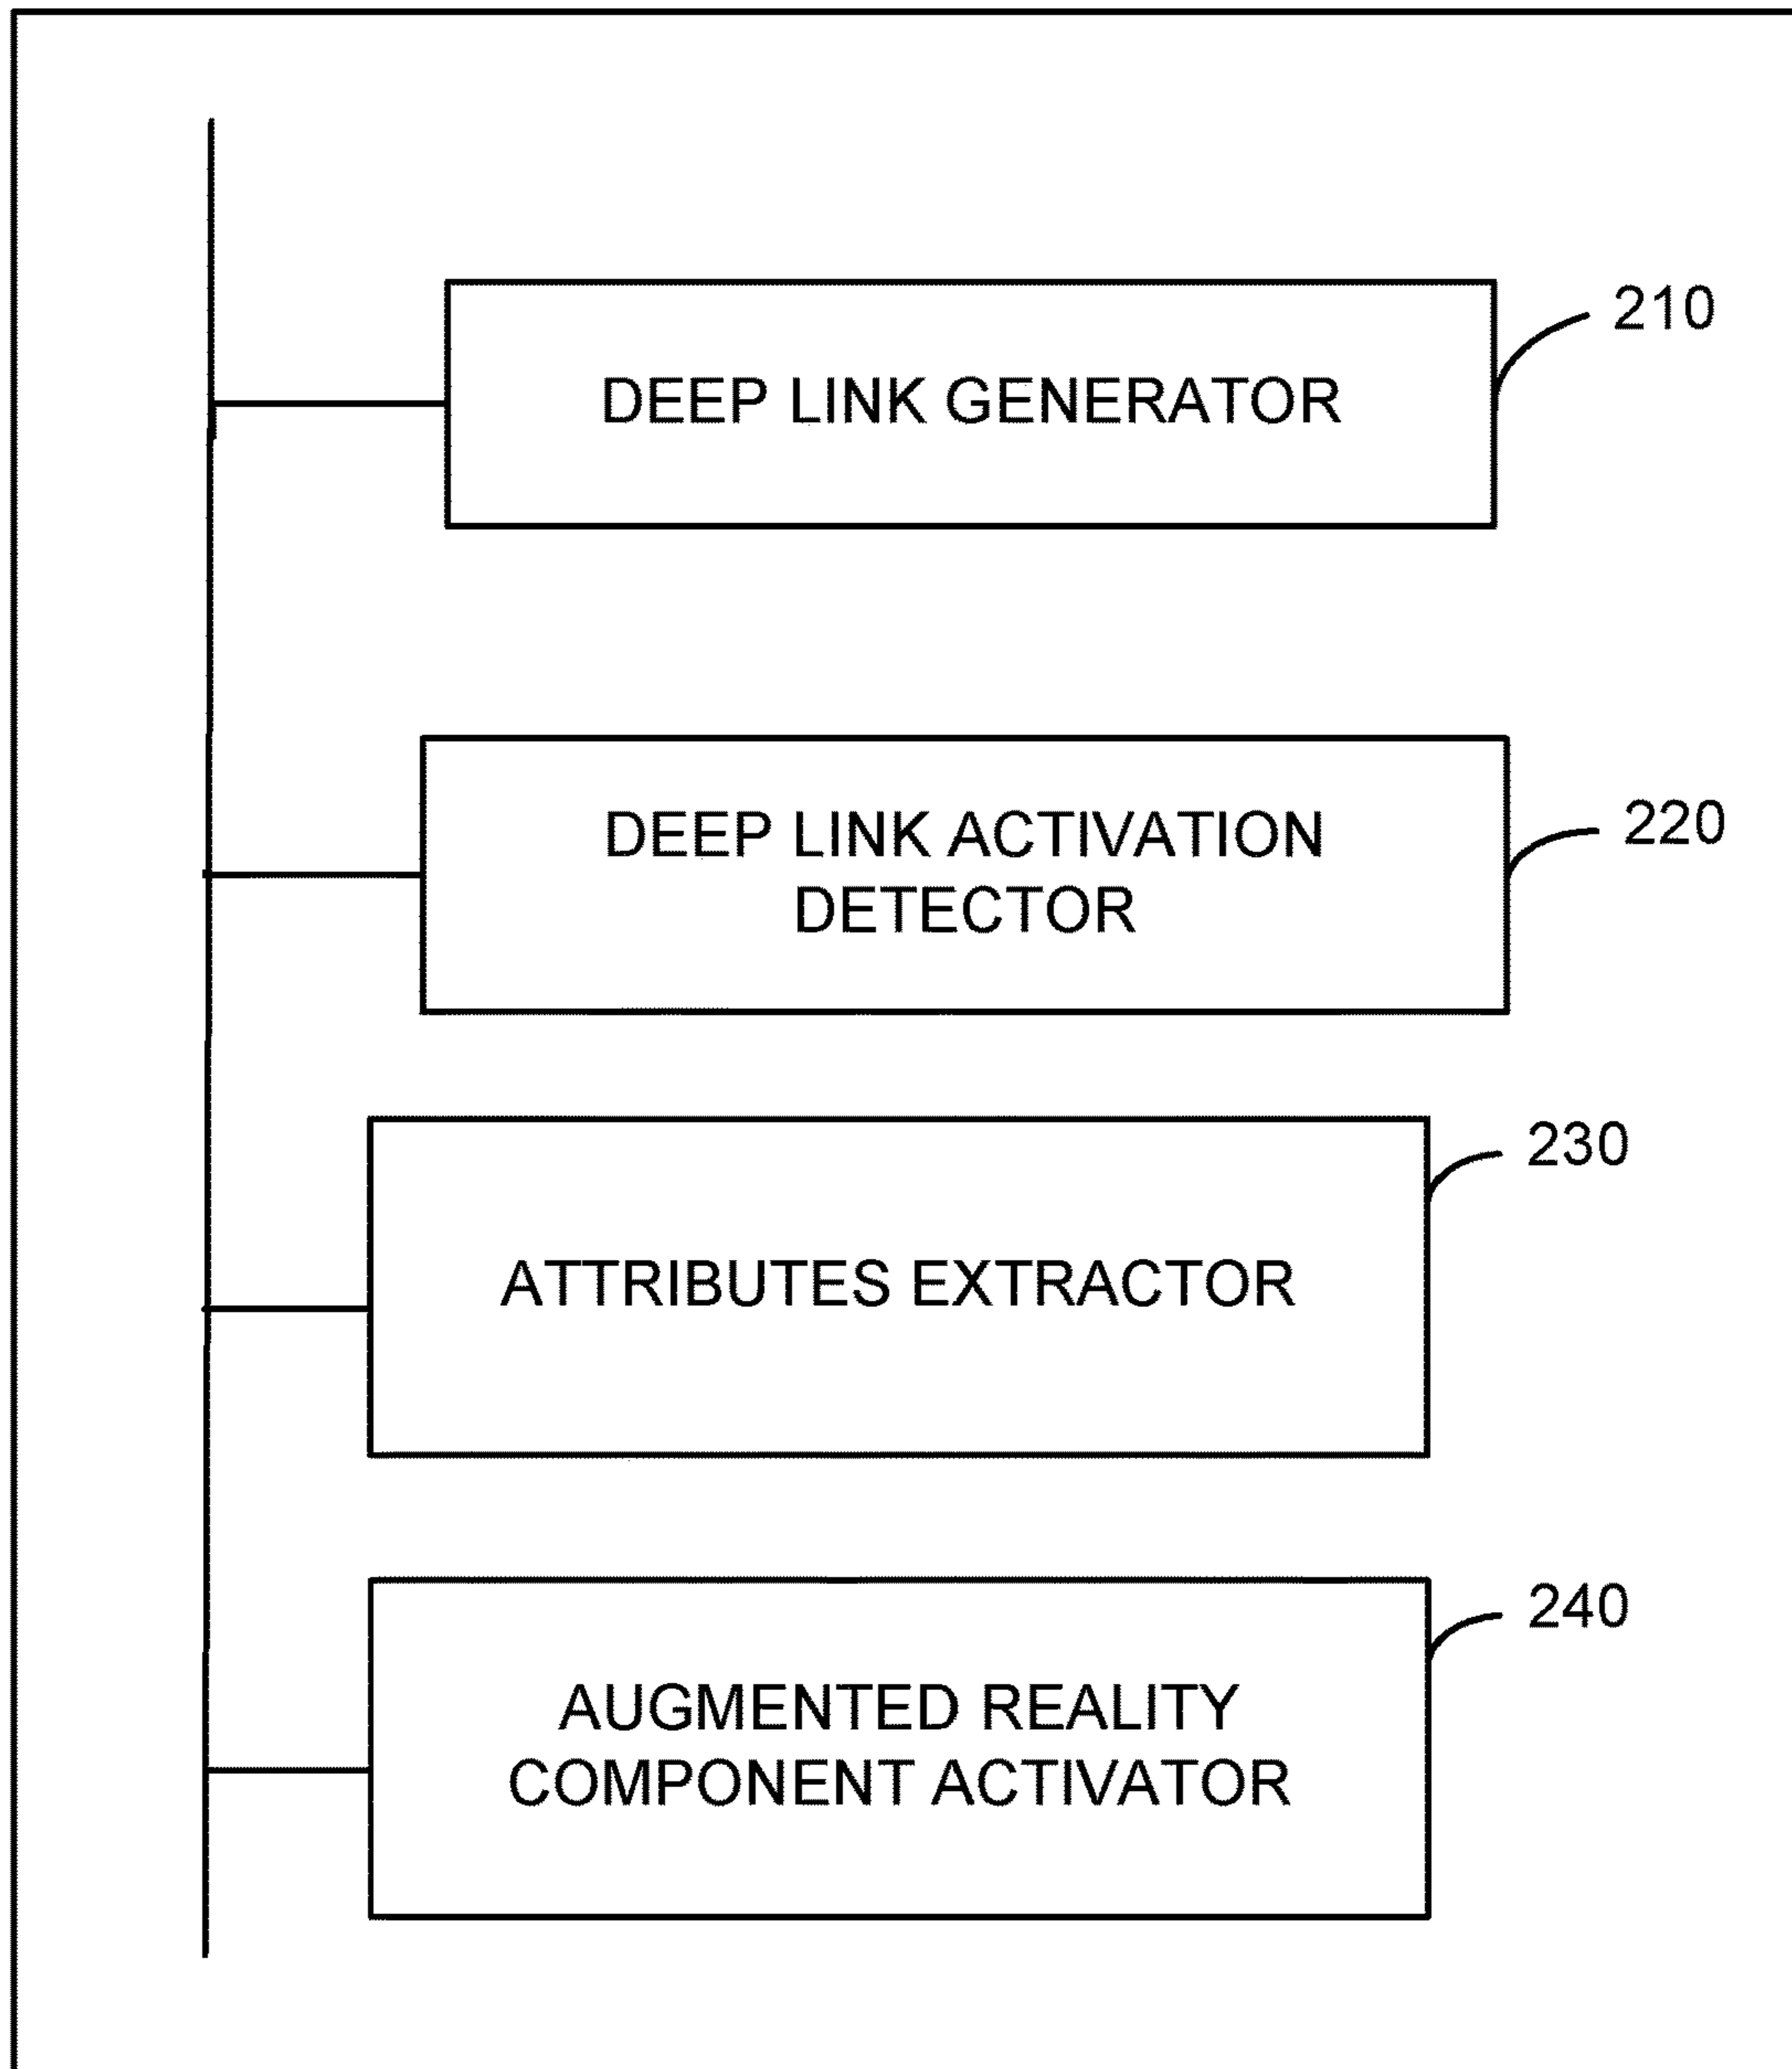 210
DEEP LINK GENERATOR
220
DEEP LINK ACTIVATION
DETECTOR
230
ATTRIBUTES EXTRACTOR
240
AUGMENTED REALITY
COMPONENT ACTIVATOR